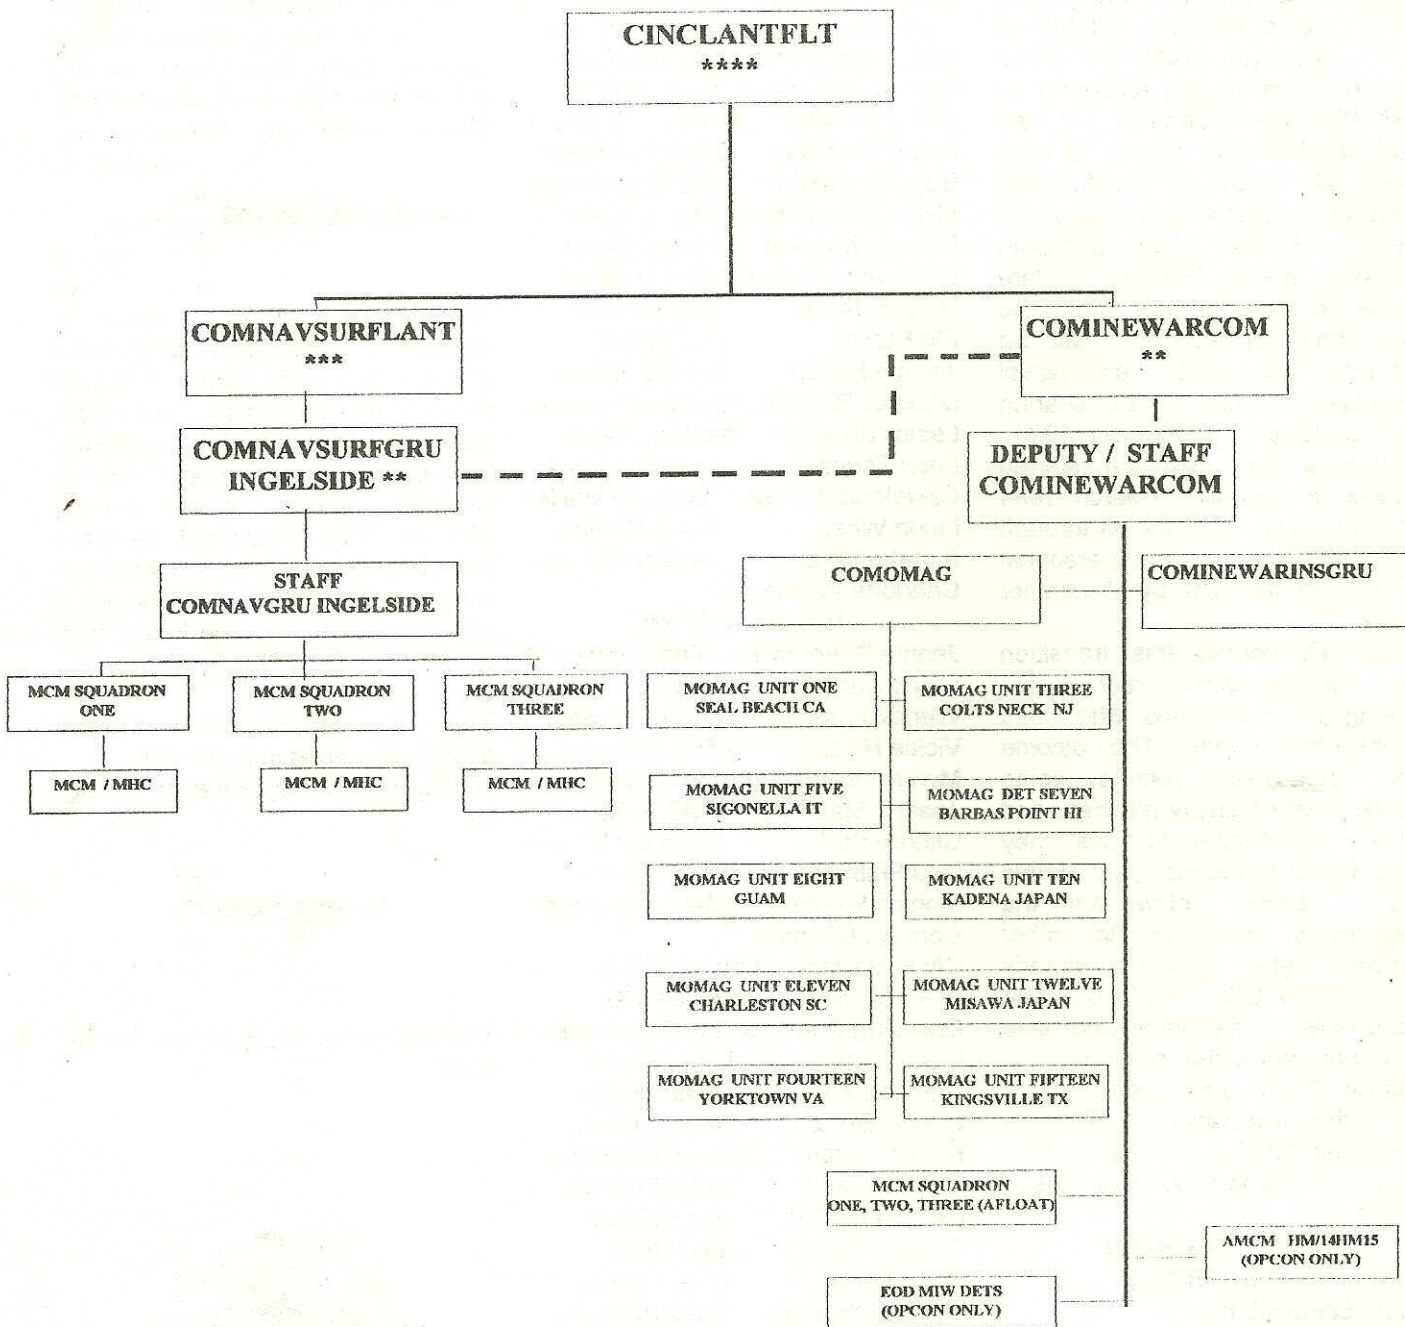 CINCLANTFLT
****
COMNAVSURFLANT
***
COMINEWARCOM
**
COMNAVSURFGRU
INGELSIDE **
DEPUTY / STAFF
COMINEWARCOM
STAFF
COMNAVGRU INGELSIDE
COMOMAG
COMINEWARINSGRU
MCM SQUADRON
ONE
MCM SQUADRON
TWO
MCM SQUADRON
THREE
MCM / MHC
MCM / MHC
MCM / MHC
MOMAG UNIT ONE
SEAL BEACH CA
MOMAG UNIT THREE
COLTS NECK NJ
MOMAG UNIT FIVE
SIGONELLA IT
MOMAG DET SEVEN
BARBAS POINT HI
MOMAG UNIT EIGHT
GUAM
MOMAG UNIT TEN
KADENA JAPAN
MOMAG UNIT ELEVEN
CHARLESTON SC
MOMAG UNIT TWELVE
MISAWA JAPAN
MOMAG UNIT FOURTEEN
YORKTOWN VA
MOMAG UNIT FIFTEEN
KINGSVILLE TX
MCM SQUADRON
ONE, TWO, THREE (AFLOAT)
AMCM HM/14HM15
(OPCON ONLY)
EOD MIW DETS
(OPCON ONLY)